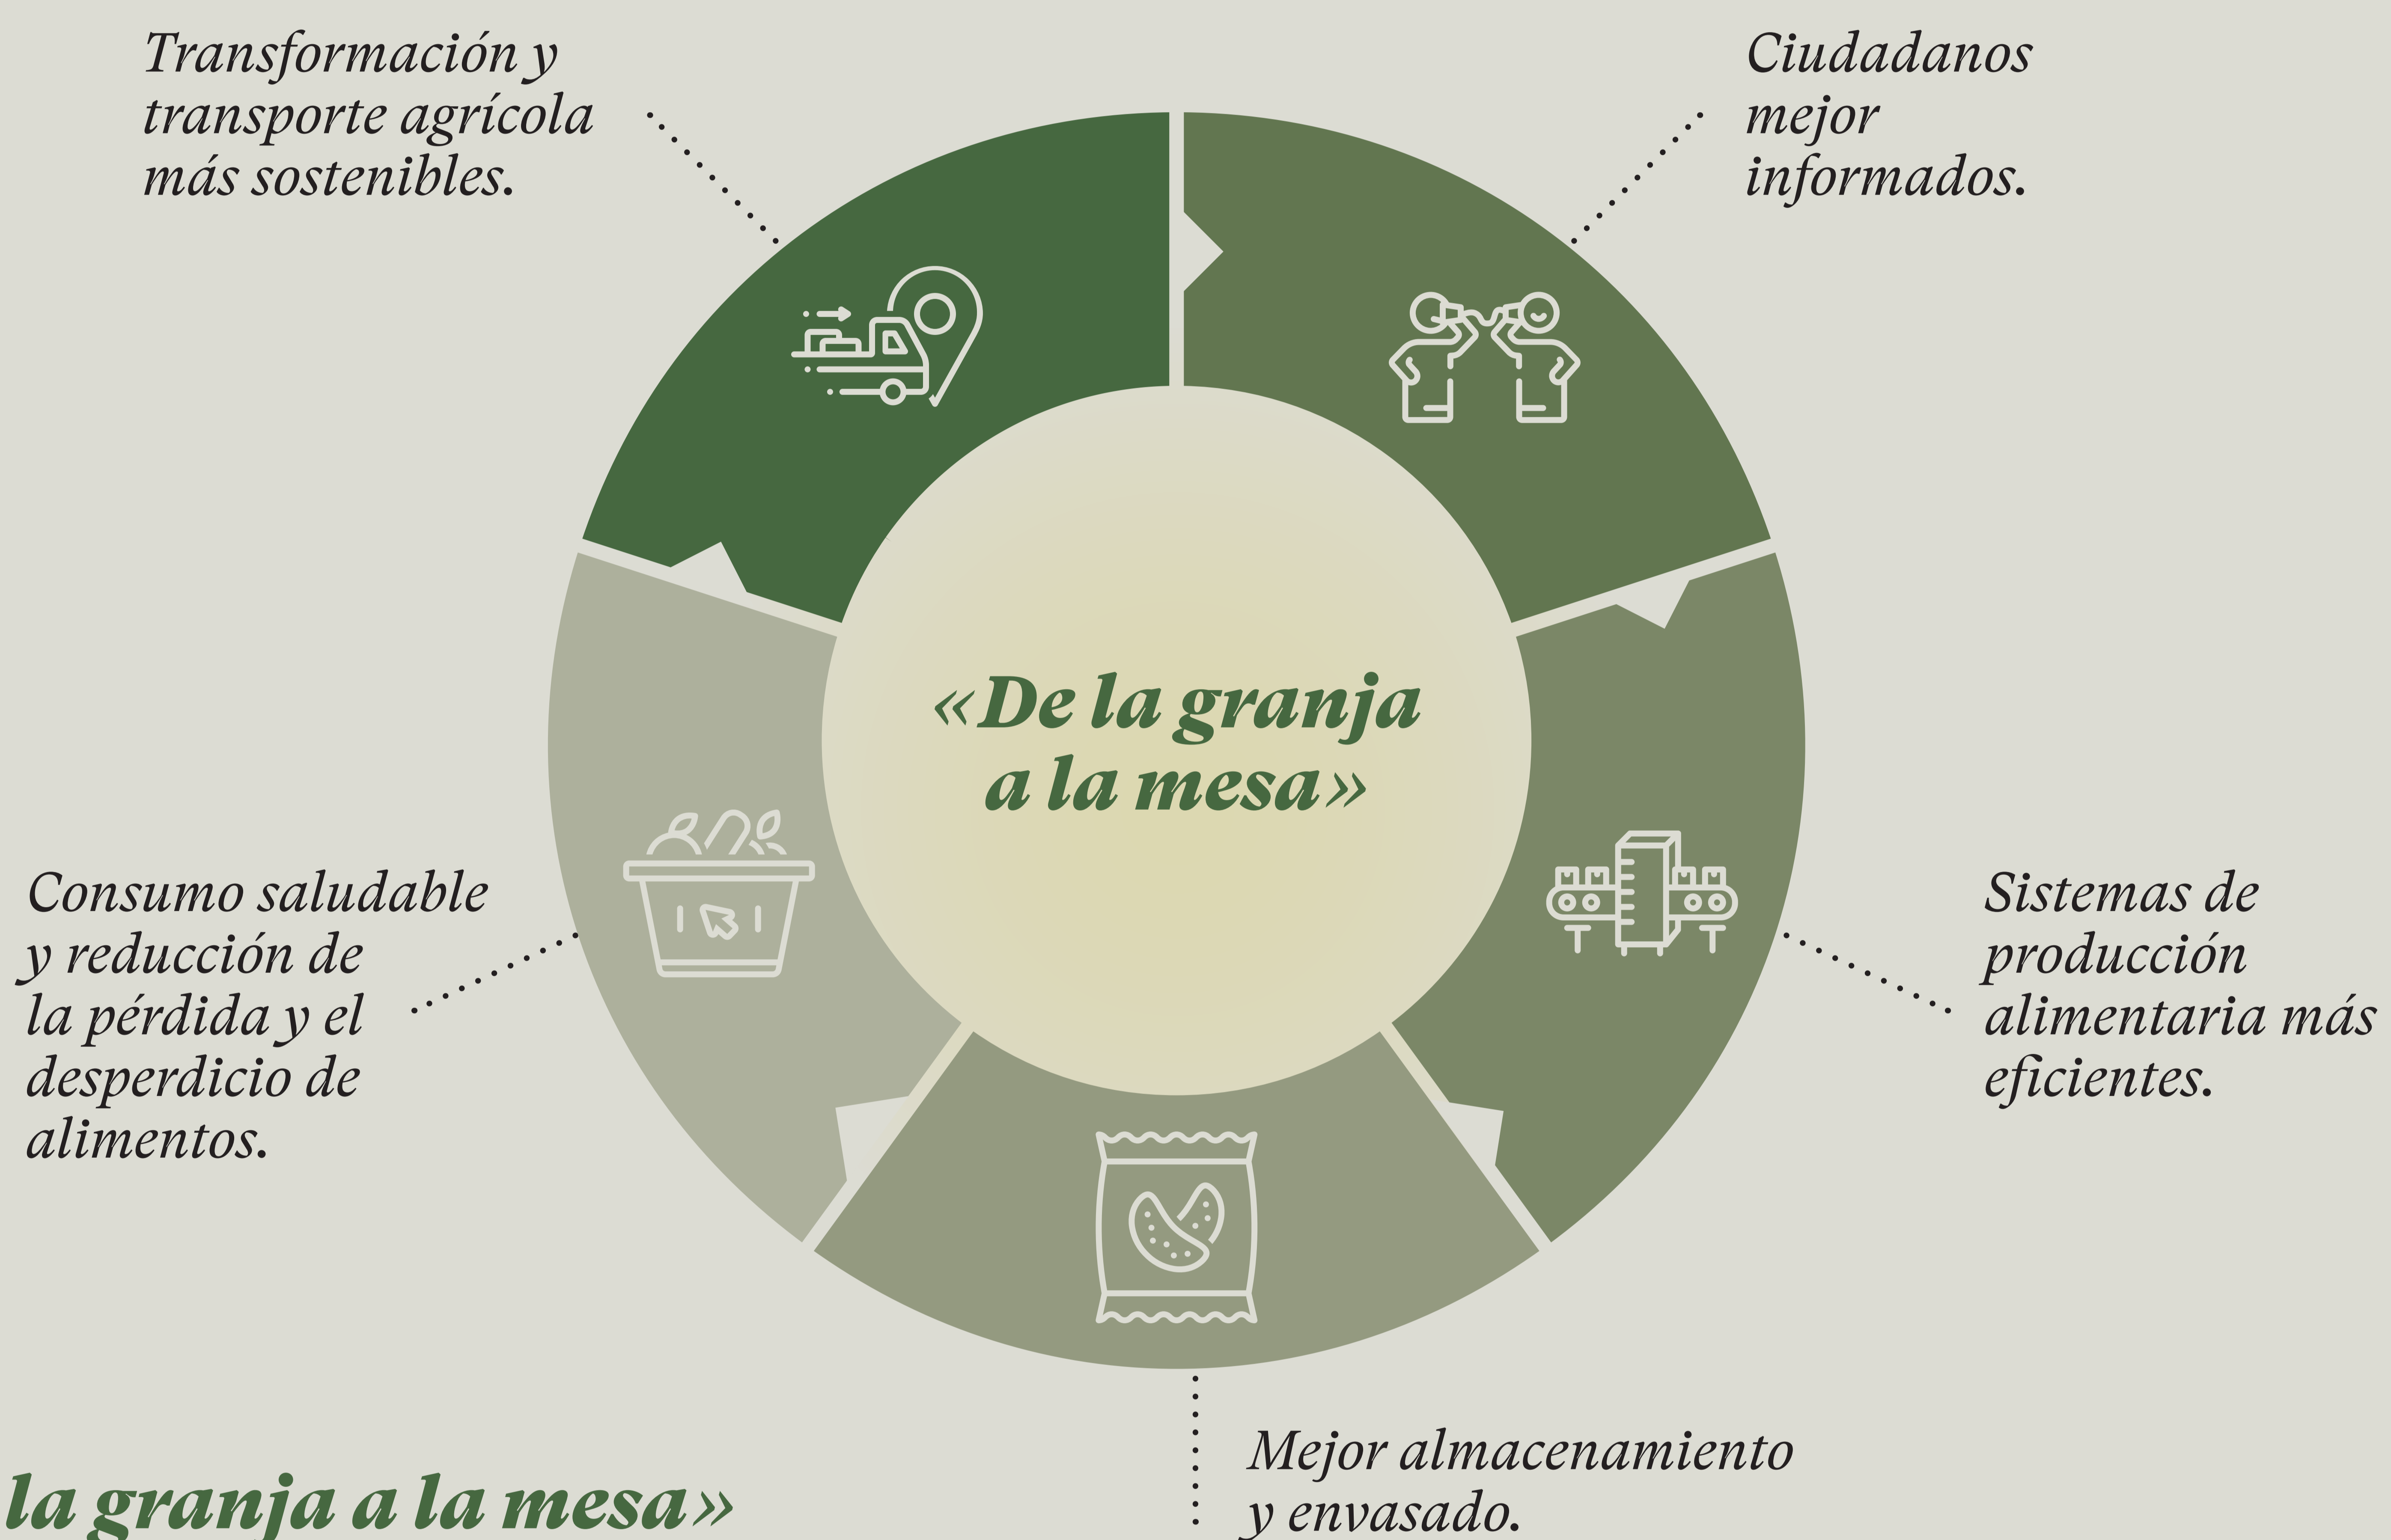 Transformación y
transporte agrícola
más sostenibles.
Ciudadanos
mejor
informados.
«De la granja
a la mesa»
Consumo saludable
y reducción de
la pérdida y el
desperdicio de
alimentos.
Sistemas de
producción
alimentaria más
eficientes.
Mejor almacenamiento
y envasado.
la granja a la mesa»